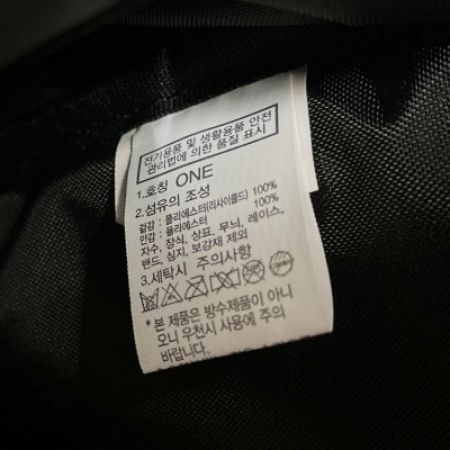 전기용품 및 생활용품 안전
관리법에 의한 품질 표시
1.호칭 ONE
2.섬유의 조성
겉감 : 폴리에스터(리사이클드) 100%
안감 : 폴리에스터 100%
자수, 장식, 상표, 무늬, 레이스,
밴드, 심지, 보강재 제외
3.세탁시 주의사항
*본 제품은 방수제품이 아니
오니 우천시 사용에 주의
바랍니다.